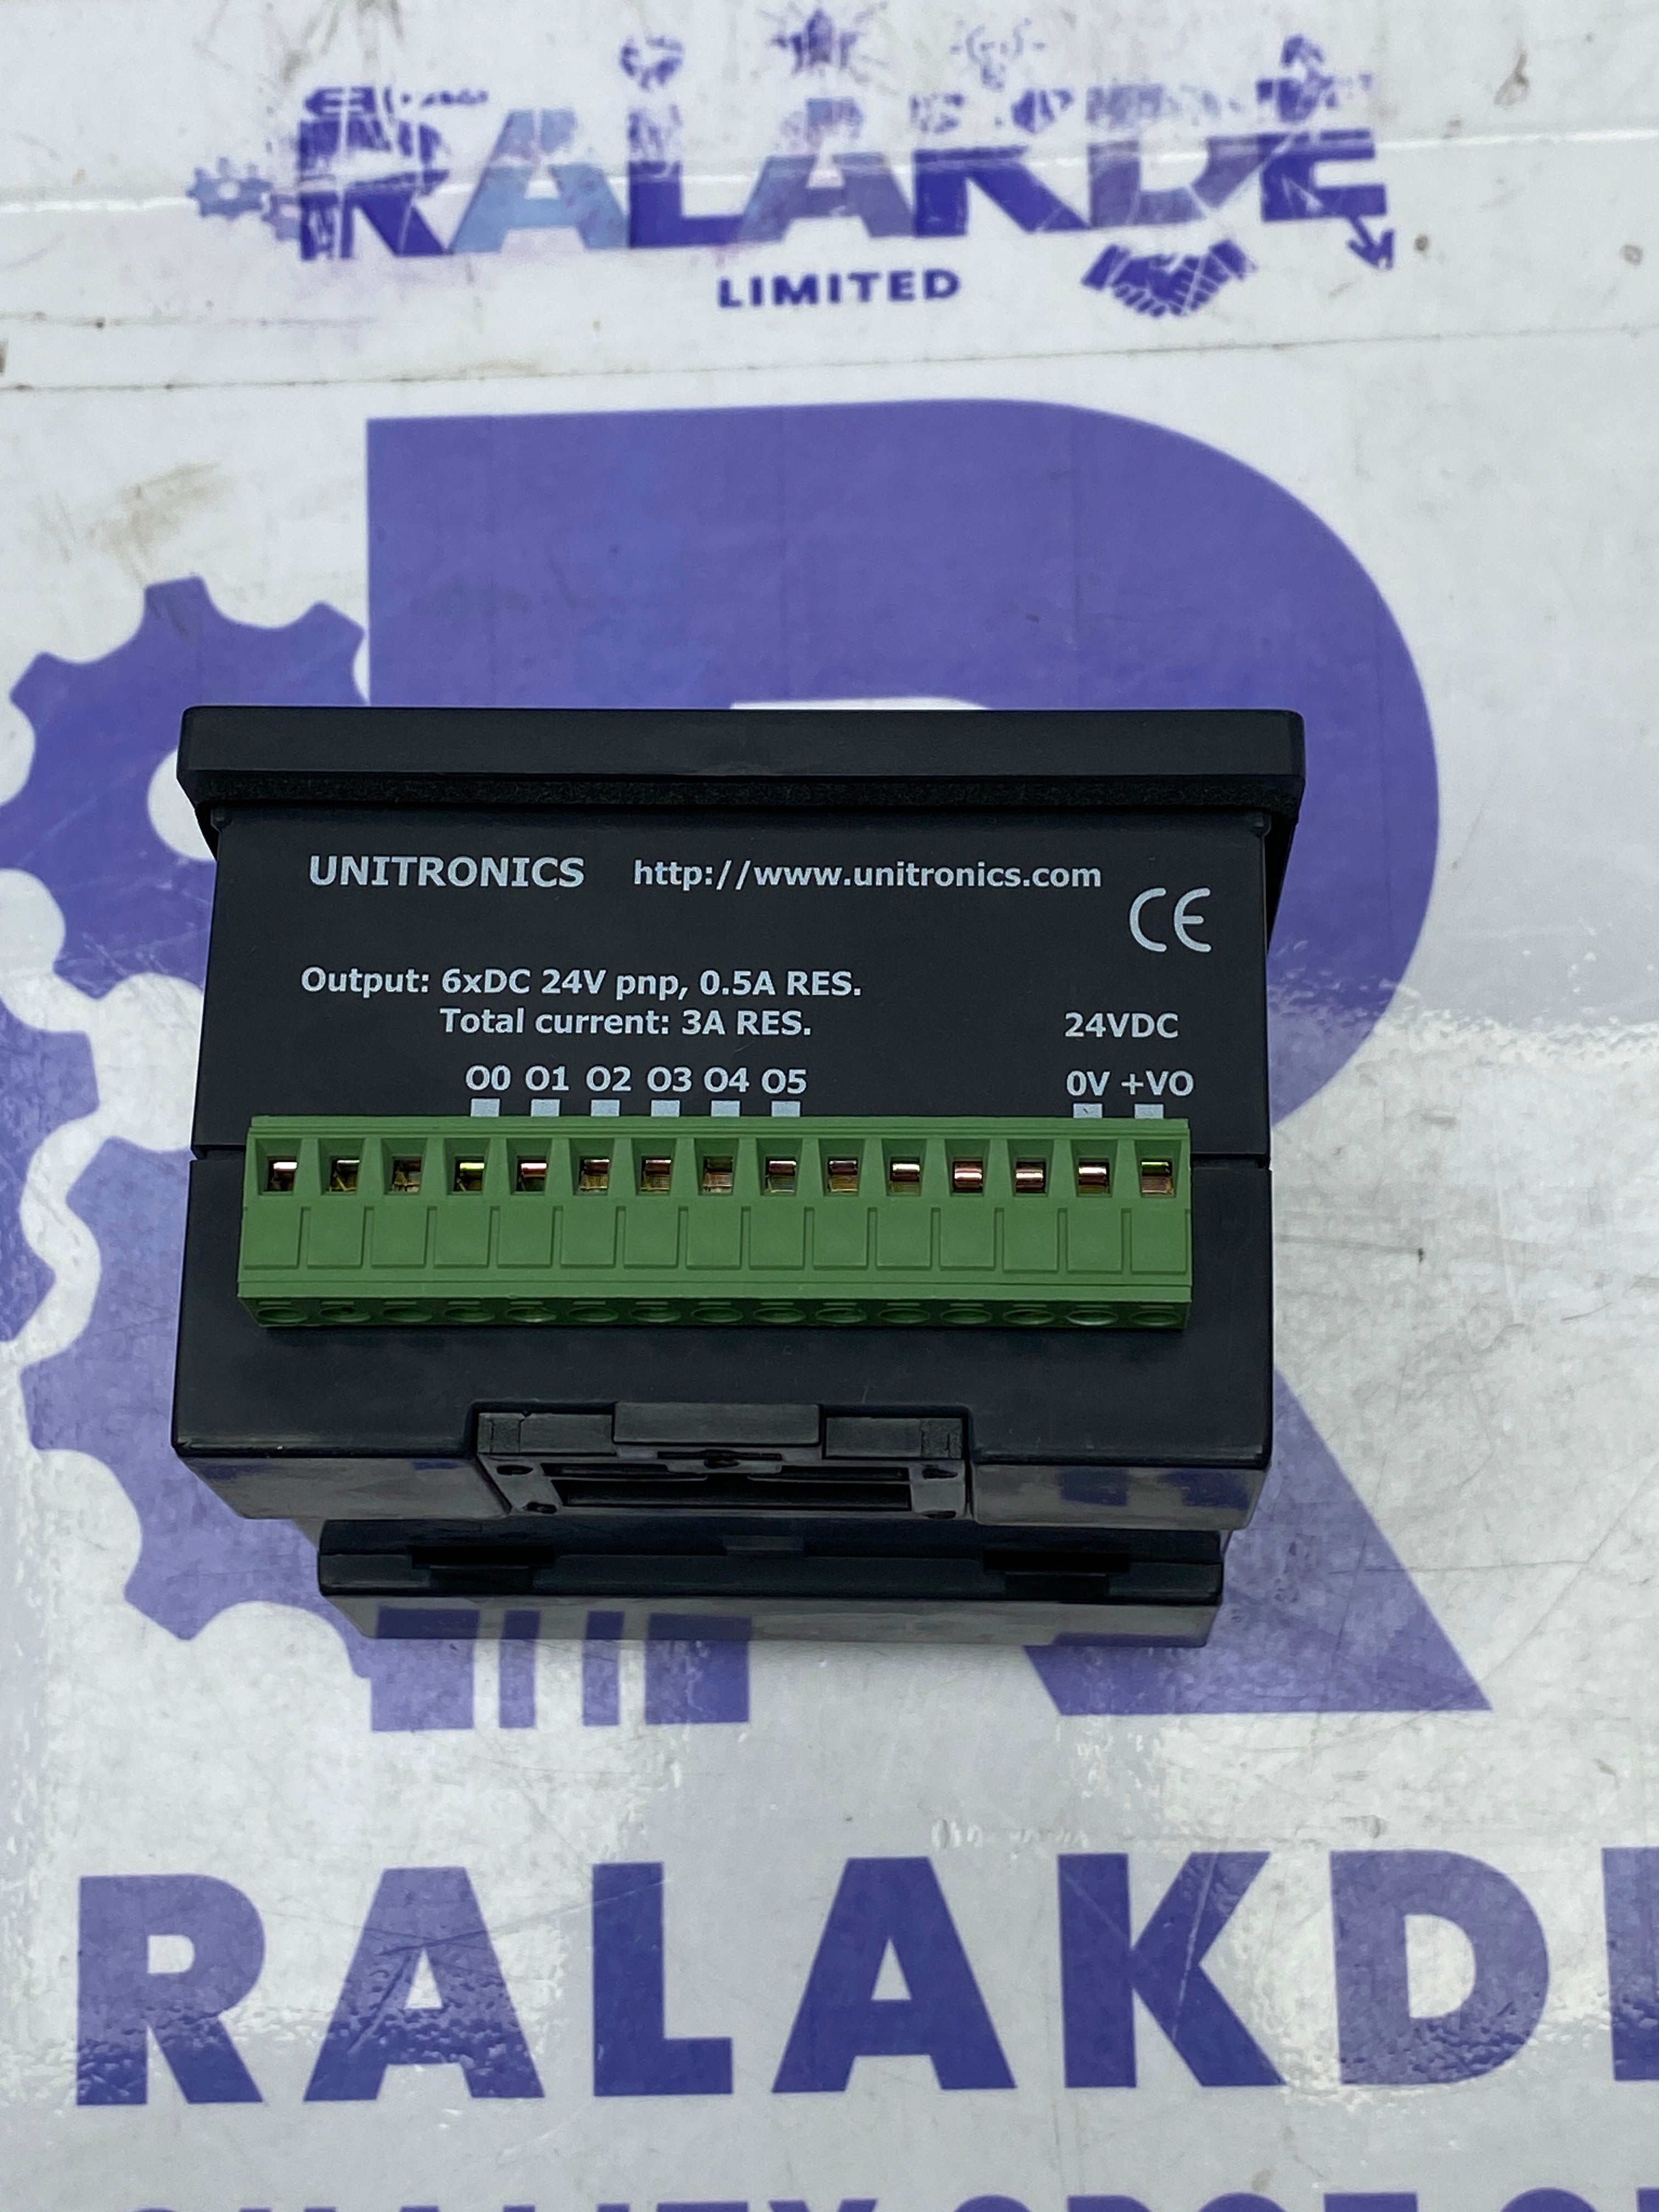 RALAKDE
LIMITED
UNITRONICS http://www.unitronics.com
CE
Output: 6xDC 24V pnp, 0.5A RES.
Total current: 3A RES.
24VDC
O0 O1 O2 O3 O4 O5 0V +VO
RALAKD